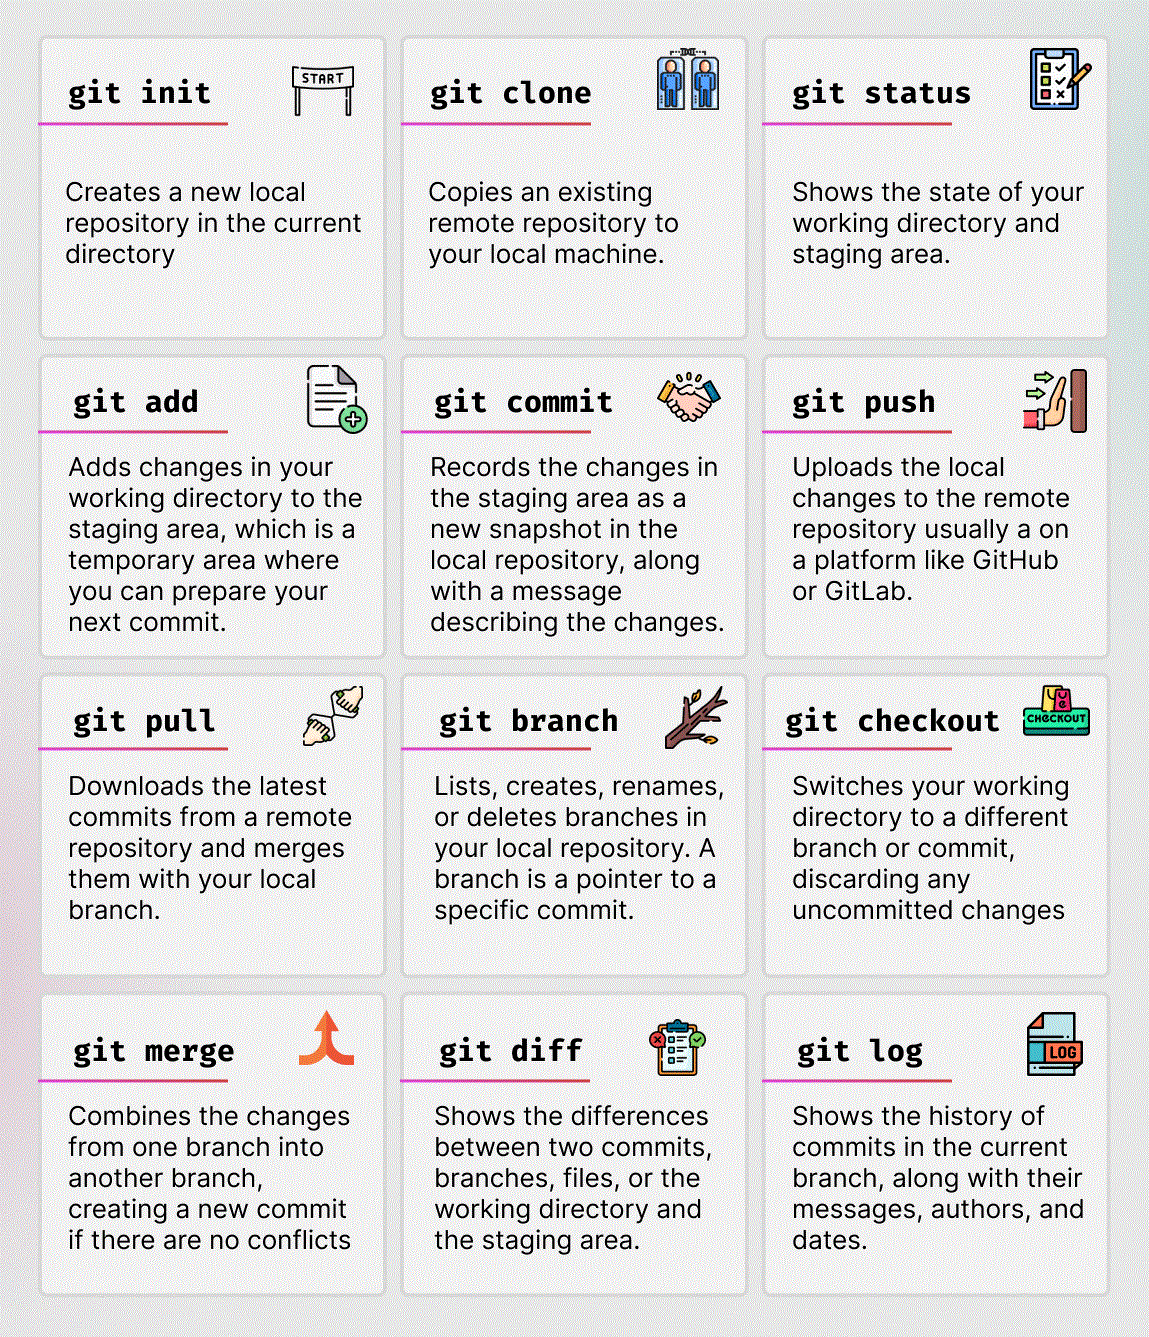 git init
START
Creates a new local
repository in the current
directory
git clone
Copies an existing
remote repository to
your local machine.
git status
Shows the state of your
working directory and
staging area.
git add
Adds changes in your
working directory to the
staging area, which is a
temporary area where
you can prepare your
next commit.
git commit
Records the changes in
the staging area as a
new snapshot in the
local repository, along
with a message
describing the changes.
git push
Uploads the local
changes to the remote
repository usually a on
a platform like GitHub
or GitLab.
git pull
Downloads the latest
commits from a remote
repository and merges
them with your local
branch.
git branch
Lists, creates, renames,
or deletes branches in
your local repository. A
branch is a pointer to a
specific commit.
git checkout
CHECKOUT
Switches your working
directory to a different
branch or commit,
discarding any
uncommitted changes
git merge
Combines the changes
from one branch into
another branch,
creating a new commit
if there are no conflicts
git diff
Shows the differences
between two commits,
branches, files, or the
working directory and
the staging area.
git log
LOG
Shows the history of
commits in the current
branch, along with their
messages, authors, and
dates.